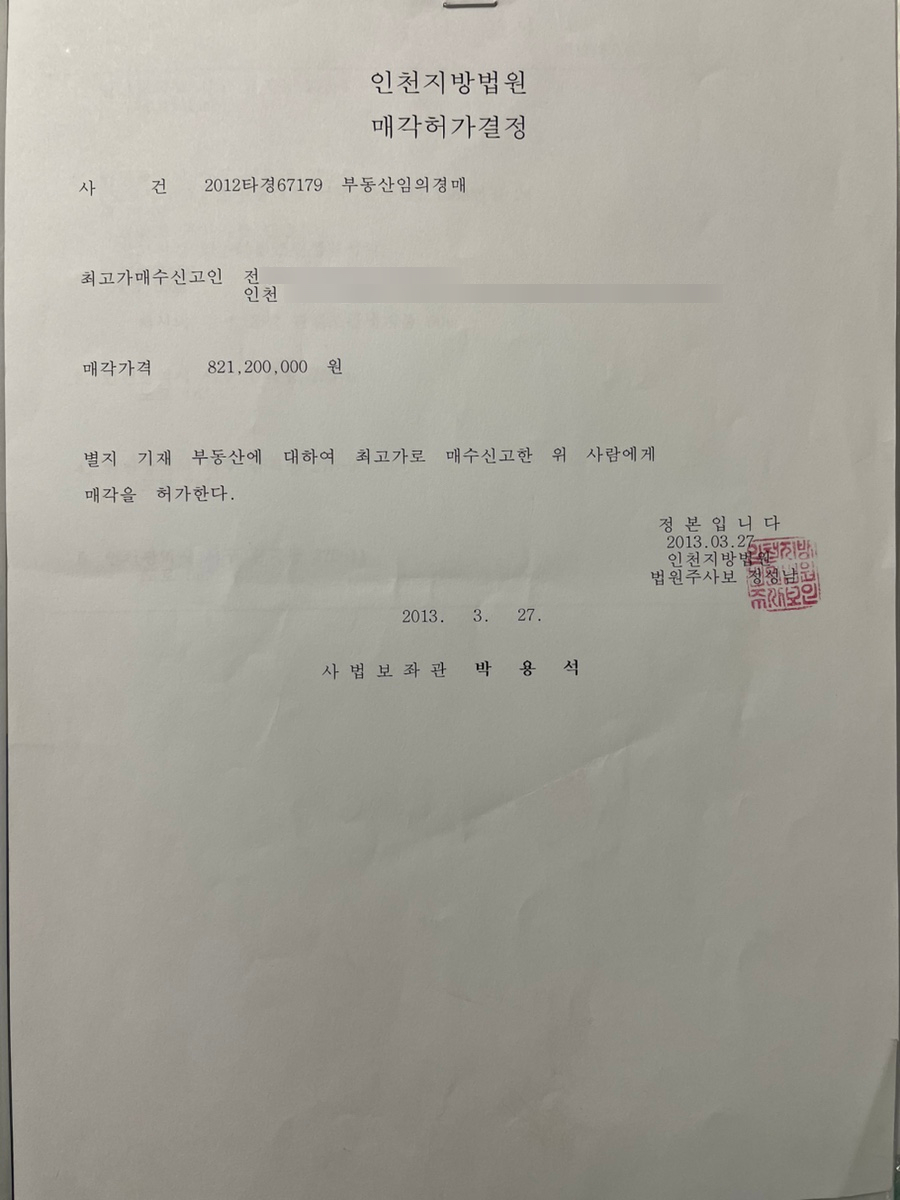 인천지방법원
매각허가결정
사 건 2012타경67179 부동산임의경매
최고가매수신고인 전
인천
매각가격 821,200,000 원
별지 기재 부동산에 대하여 최고가로 매수신고한 위 사람에게
매각을 허가한다.
정 본 입 니 다
2013.03.27
인천지방법원
법원주사보 정성남
2013. 3. 27.
사 법 보 좌 관 박 용 석